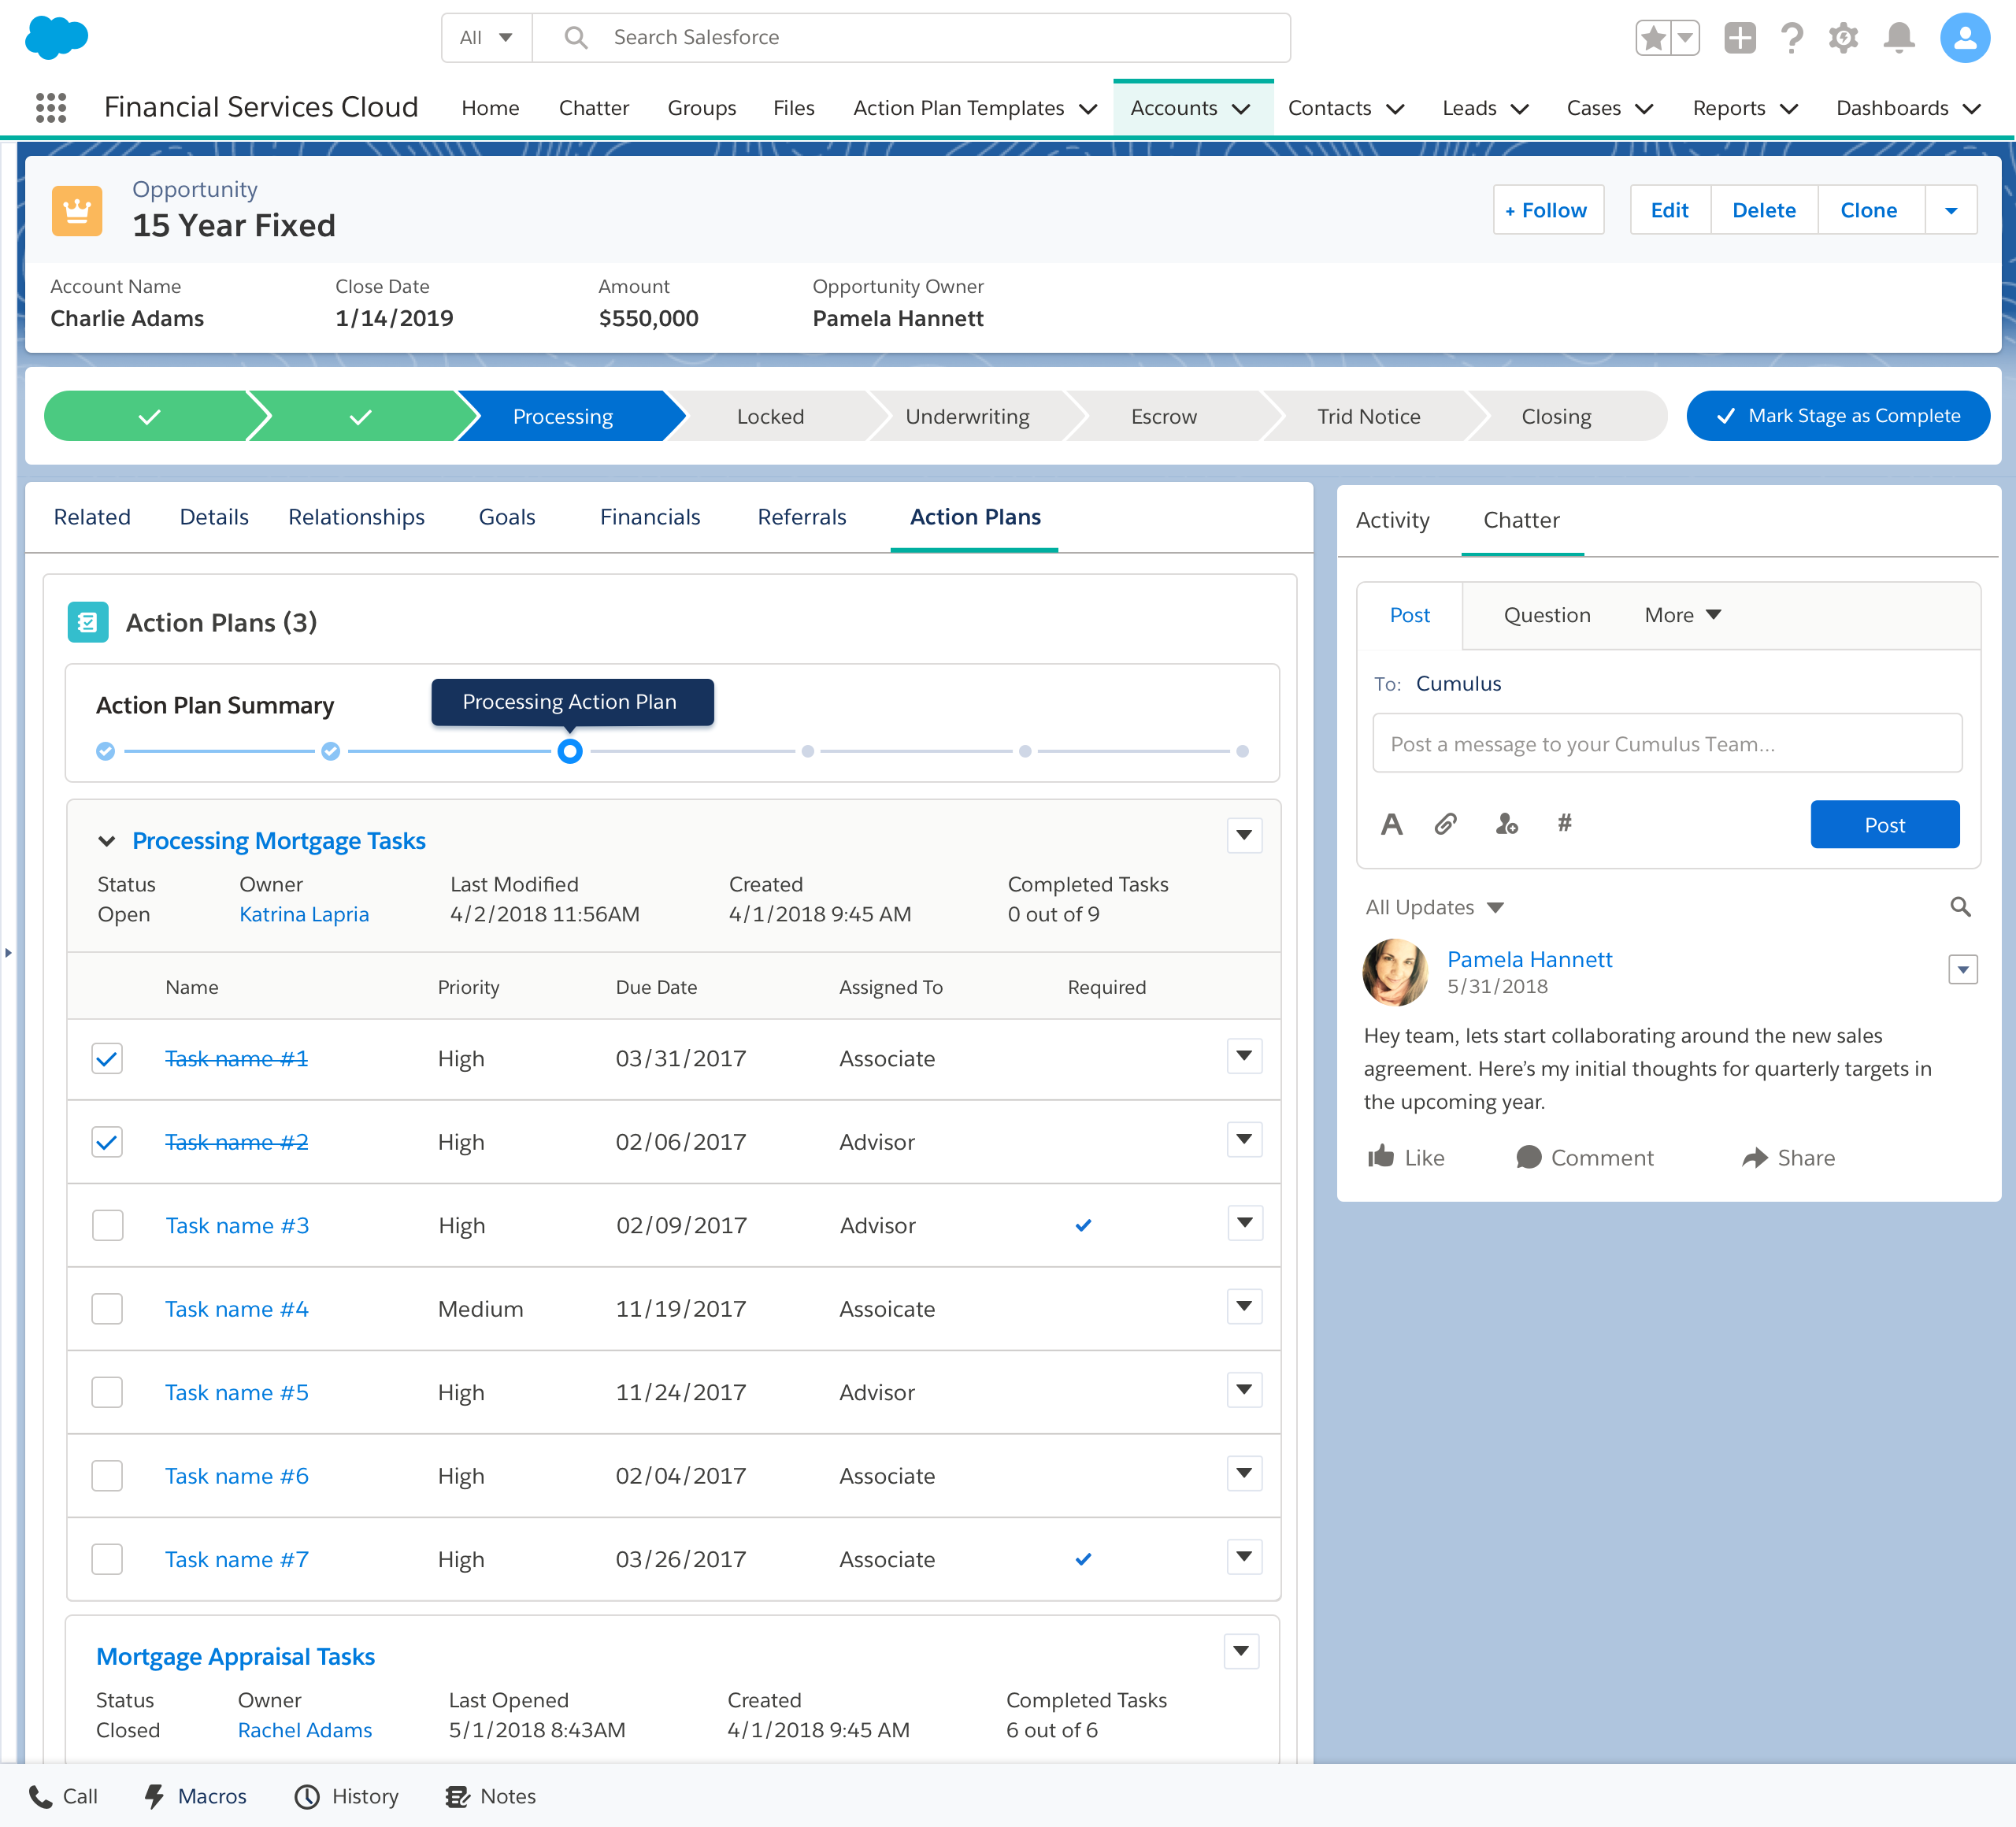 All
Search Salesforce
Financial Services Cloud
Home Chatter Groups Files Action Plan Templates Accounts Contacts Leads Cases Reports Dashboards
Opportunity
15 Year Fixed
+ Follow Edit Delete Clone
Account Name Close Date Amount Opportunity Owner
Charlie Adams 1/14/2019 $550,000 Pamela Hannett
Processing Locked Underwriting Escrow Trid Notice Closing Mark Stage as Complete
Related Details Relationships Goals Financials Referrals Action Plans
Action Plans (3)
Action Plan Summary
Processing Action Plan
Processing Mortgage Tasks
Status Owner Last Modified Created Completed Tasks
Open Katrina Lapria 4/2/2018 11:56AM 4/1/2018 9:45 AM 0 out of 9
Name Priority Due Date Assigned To Required
Task name #1 High 03/31/2017 Associate
Task name #2 High 02/06/2017 Advisor
Task name #3 High 02/09/2017 Advisor
Task name #4 Medium 11/19/2017 Assoicate
Task name #5 High 11/24/2017 Advisor
Task name #6 High 02/04/2017 Associate
Task name #7 High 03/26/2017 Associate
Mortgage Appraisal Tasks
Status Owner Last Opened Created Completed Tasks
Closed Rachel Adams 5/1/2018 8:43AM 4/1/2018 9:45 AM 6 out of 6
Activity Chatter
Post Question More
To: Cumulus
Post a message to your Cumulus Team...
A #
Post
All Updates
Pamela Hannett
5/31/2018
Hey team, lets start collaborating around the new sales
agreement. Here’s my initial thoughts for quarterly targets in
the upcoming year.
Like Comment Share
Call Macros History Notes